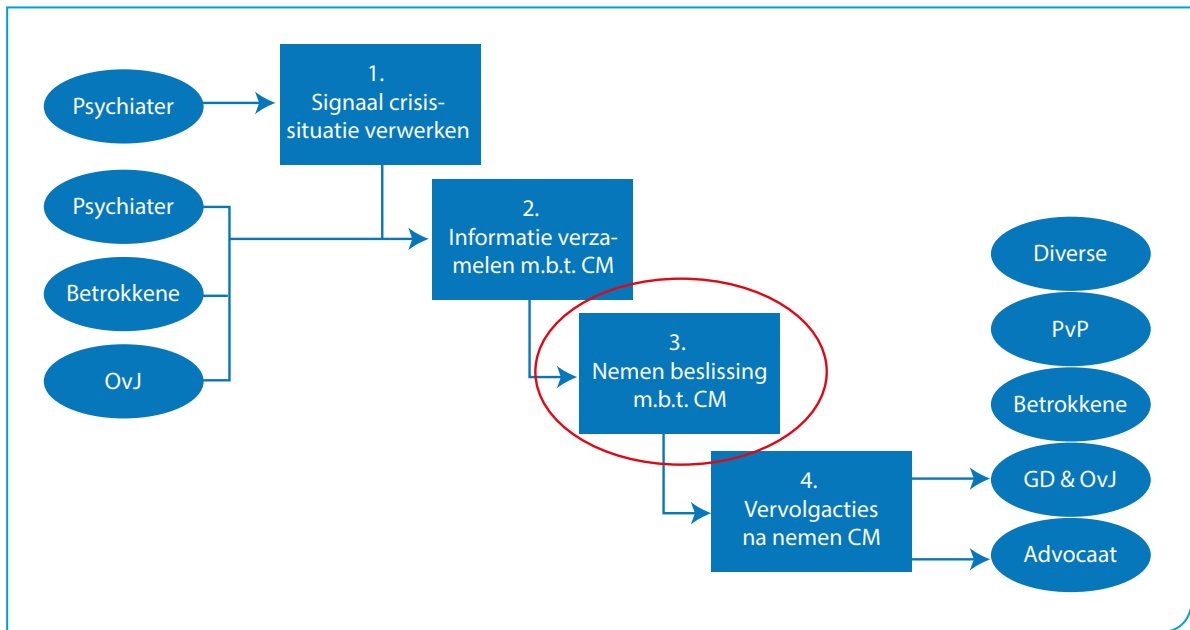 Psychiater
1.
Signaal crisis-
situatie verwerken
Psychiater
Betrokkene
OvJ
2.
Informatie verza-
melen m.b.t. CM
3.
Nemen beslissing
m.b.t. CM
4.
Vervolgacties
na nemen CM
Diverse
PvP
Betrokkene
GD & OvJ
Advocaat